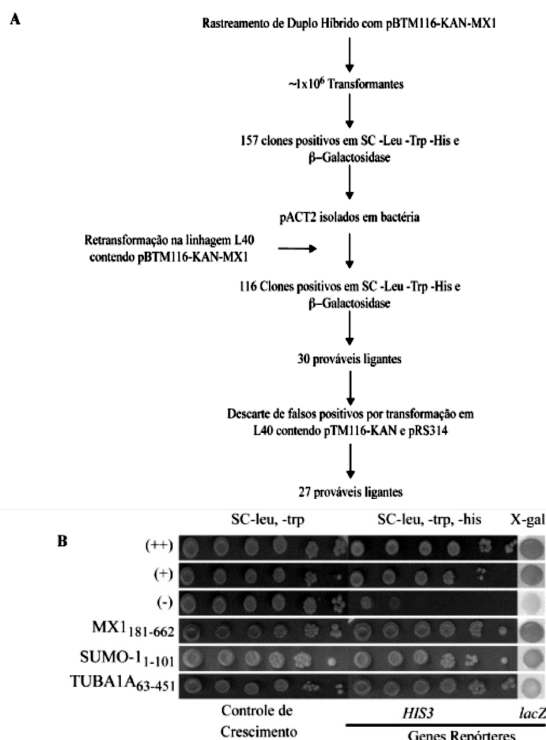 A
Rastreamento de Duplo Híbrido com pBTM116-KAN-MX1
~1x10⁶ Transformantes
157 clones positivos em SC -Leu -Trp -His e
β–Galactosidase
pACT2 isolados em bactéria
Retransformação na linhagem L40
contendo pBTM116-KAN-MX1
116 Clones positivos em SC -Leu -Trp -His e
β–Galactosidase
30 prováveis ligantes
Descarte de falsos positivos por transformação em
L40 contendo pTM116-KAN e pRS314
27 prováveis ligantes
B
SC-leu, -trp SC-leu, -trp, -his X-gal
(++)
(+)
(-)
MX1₁₈₁₋₆₆₂
SUMO-1₁₋₁₀₁
TUBA1A₆₃₋₄₅₁
Controle de
Crescimento
HIS3 lacZ
Genes Repórteres